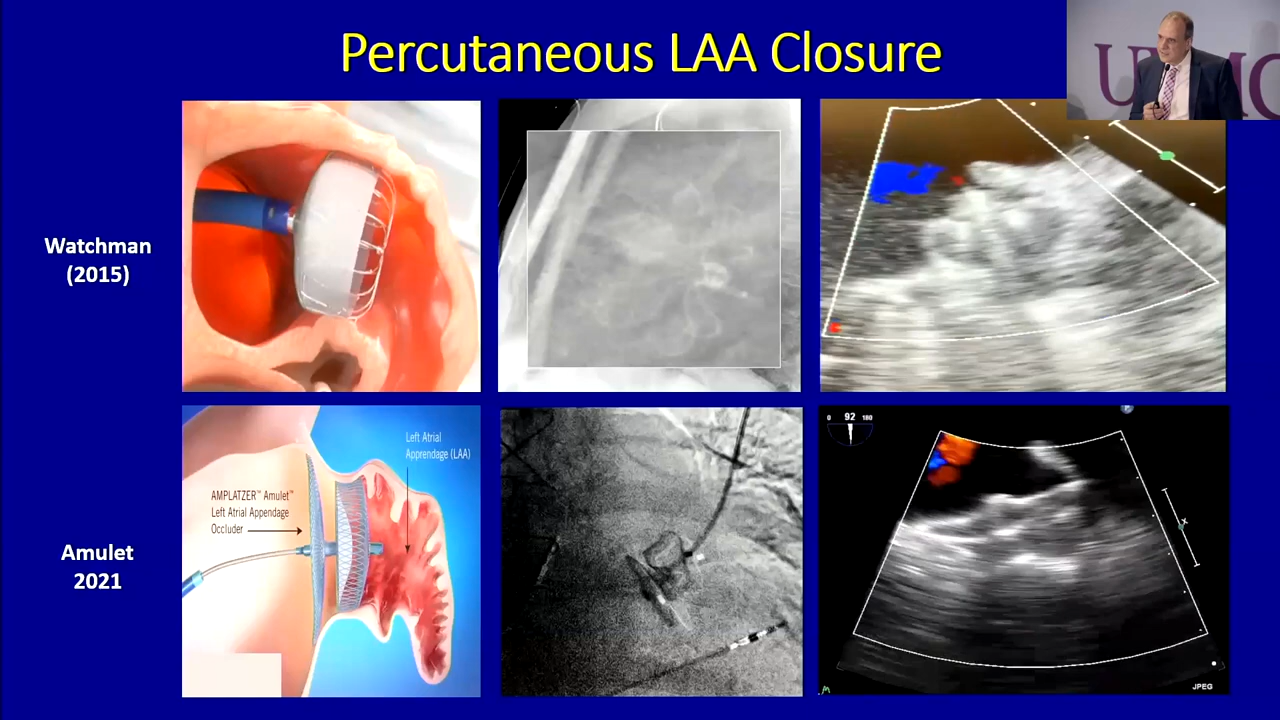 Percutaneous LAA Closure
Watchman
(2015)
Amulet
2021
AMPLATZER™ Amulet™
Left Atrial Appendage
Occluder
Left Atrial
Apprendage (LAA)
0 92 180
P
JPEG
M